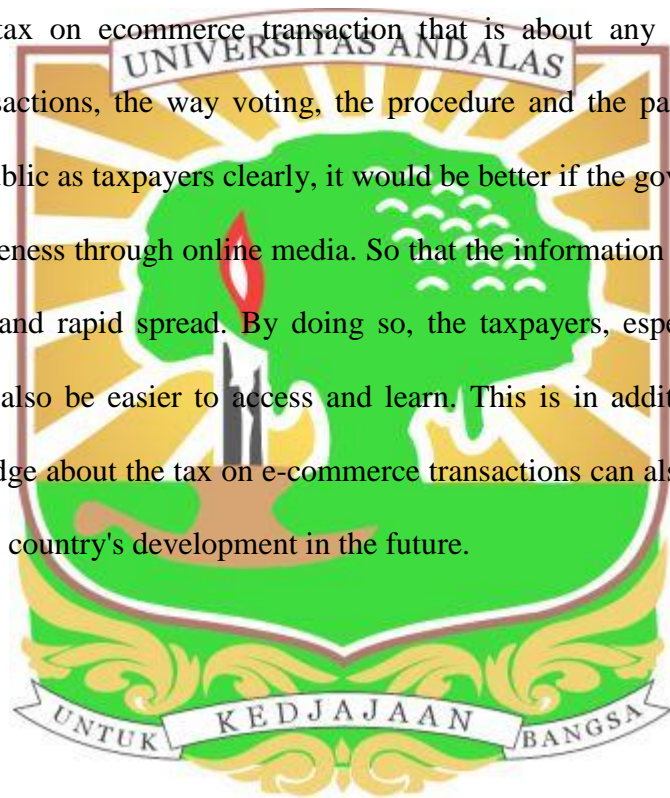 tax on ecommerce transaction that is about any
UNIVERSITAS ANDALAS
sactions, the way voting, the procedure and the pa
ublic as taxpayers clearly, it would be better if the gov
eness through online media. So that the information
and rapid spread. By doing so, the taxpayers, espe
also be easier to access and learn. This is in addit
dge about the tax on e-commerce transactions can als
country's development in the future.
UNTUK KEDJAJAAN BANGSA